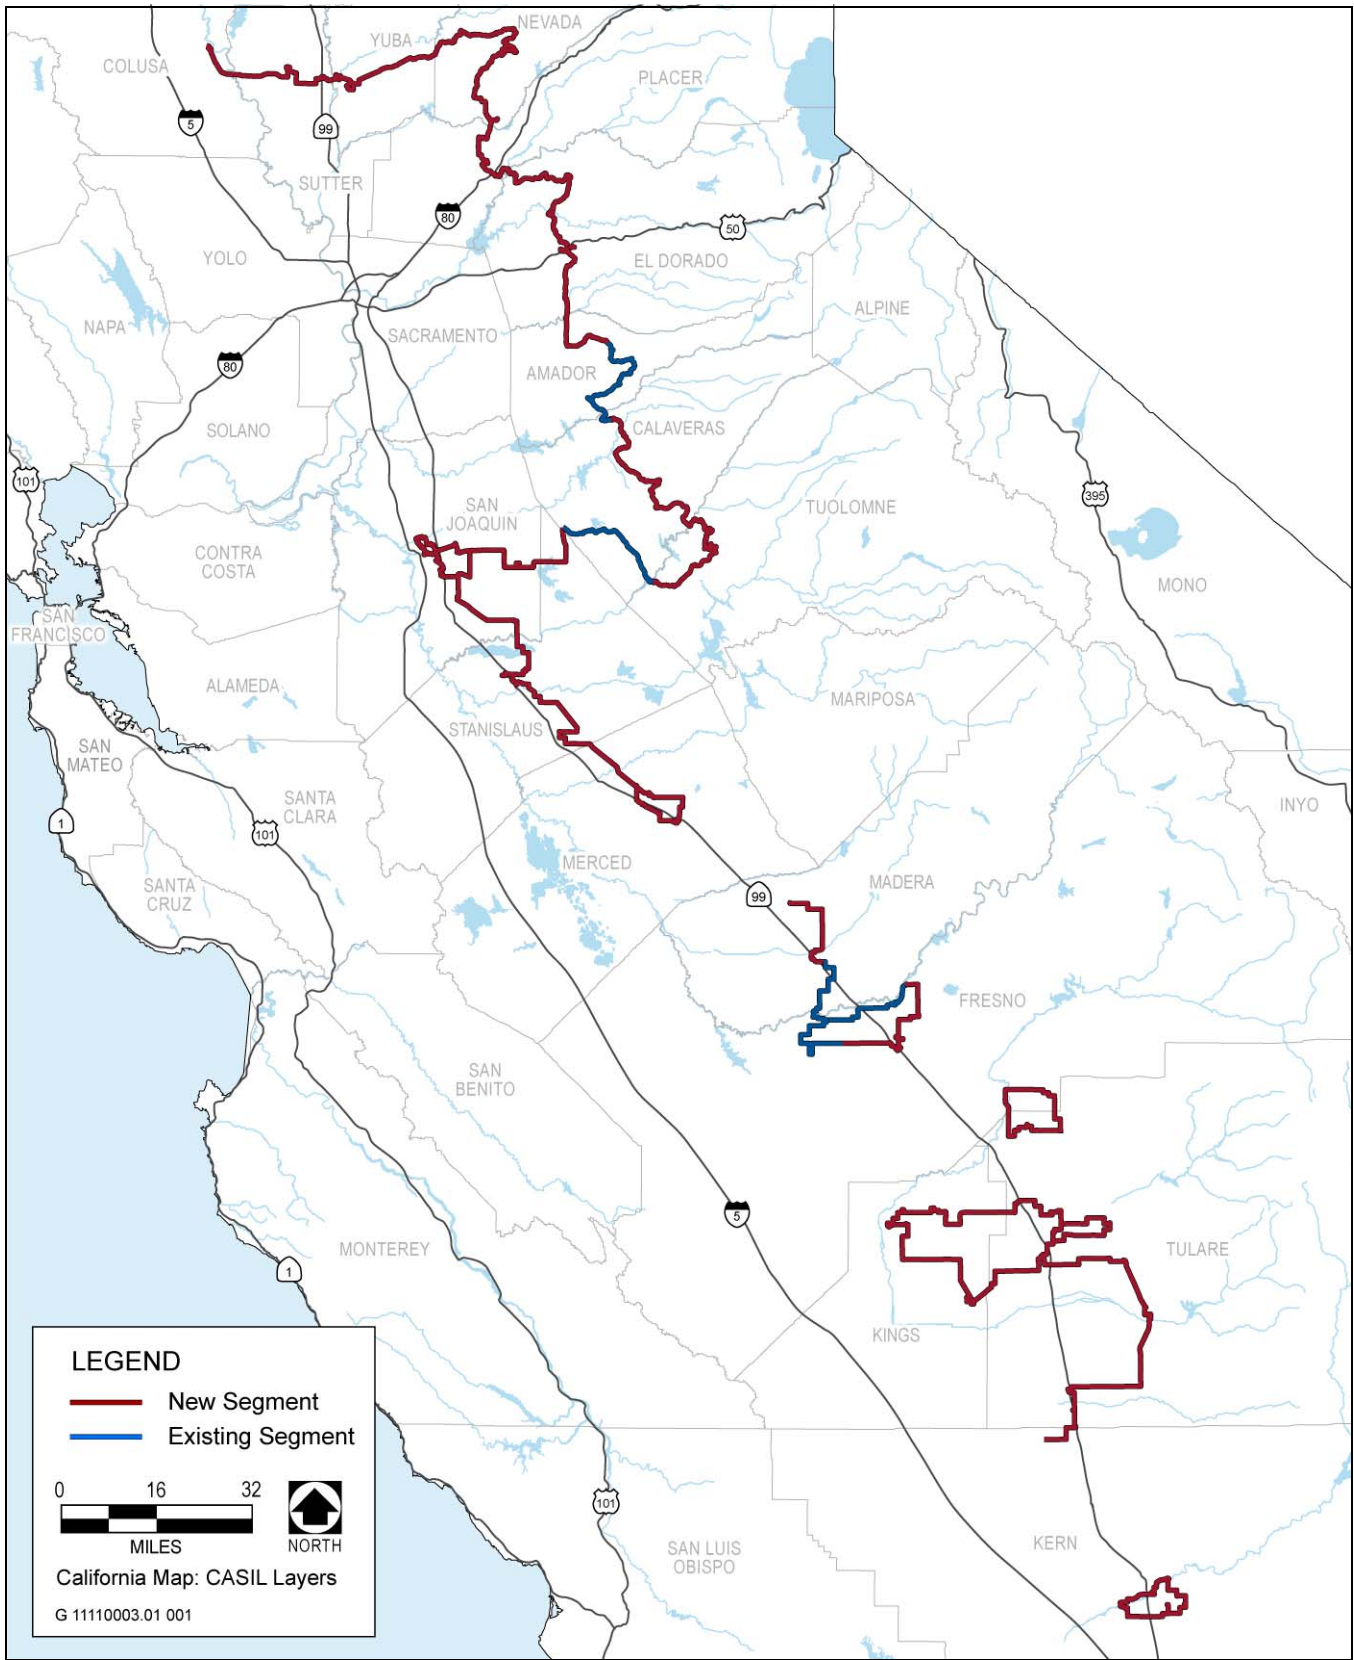 NEVADA
YUBA
COLUSA
PLACER
5
99
SUTTER
80
50
YOLO
EL DORADO
ALPINE
NAPA
SACRAMENTO
80
AMADOR
SOLANO
CALAVERAS
101
395
SAN
JOAQUIN
TUOLOMNE
CONTRA
COSTA
MONO
SAN
FRANCISCO
ALAMEDA
MARIPOSA
STANISLAUS
SAN
MATEO
SANTA
CLARA
INYO
1
101
MERCED
SANTA
CRUZ
MADERA
99
FRESNO
SAN
BENITO
5
MONTEREY
TULARE
1
KINGS
LEGEND
New Segment
Existing Segment
0 16 32
MILES
NORTH
California Map: CASIL Layers
G 11110003.01 001
101
SAN LUIS
OBISPO
KERN